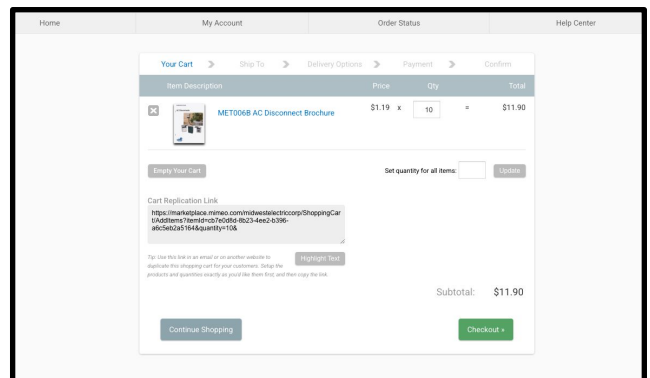 Home My Account Order Status Help Center
Your Cart Ship To Delivery Options Payment Confirm
Item Description Price Qty Total
MET006B AC Disconnect Brochure $1.19 x 10 = $11.90
Empty Your Cart Set quantity for all items: Update
Cart Replication Link
https://marketplace.mimeo.com/midwestelectriccorp/ShoppingCar
t/AddItems?itemId=cb7e0d8d-8b23-4ee2-b396-
a6c5eb2a5164&quantity=10&
Tip: Use this link in an email or on another website to
duplicate this shopping cart for your customers. Setup the
products and quantities exactly as you'd like them first, and then copy the link.
Highlight Text
Subtotal: $11.90
Continue Shopping Checkout »